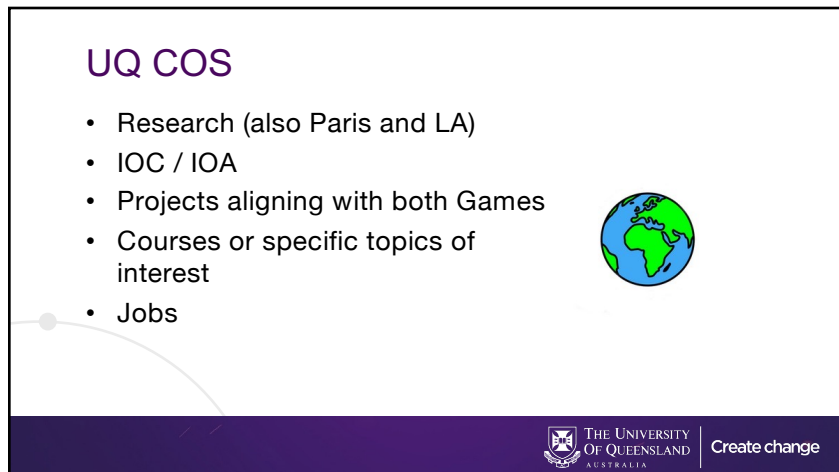 UQ COS
• Research (also Paris and LA)
• IOC / IOA
• Projects aligning with both Games
• Courses or specific topics of
interest
• Jobs
THE UNIVERSITY
OF QUEENSLAND
AUSTRALIA
Create change